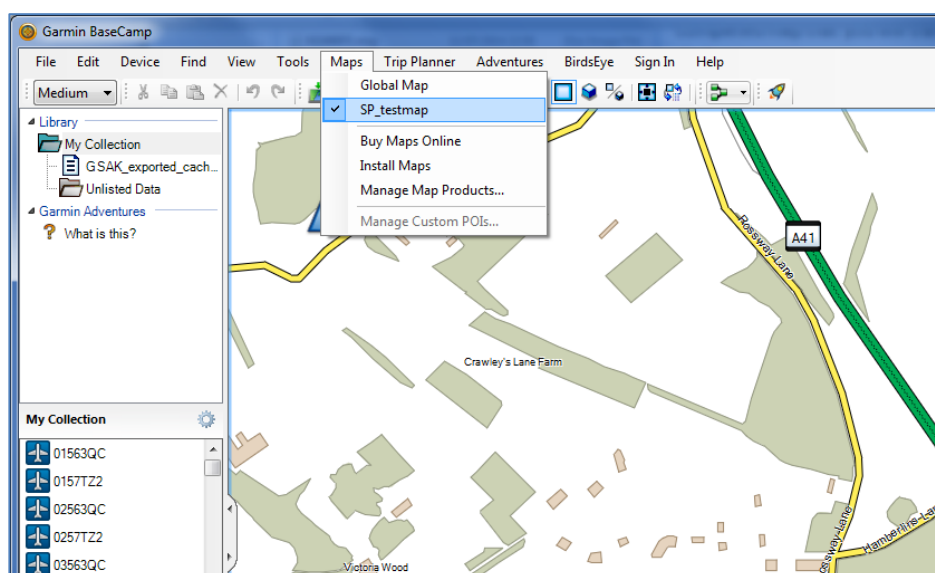 Garmin BaseCamp
File Edit Device Find View Tools Maps Trip Planner Adventures BirdsEye Sign In Help
Medium
Global Map
SP_testmap
Buy Maps Online
Install Maps
Manage Map Products...
Manage Custom POIs...
Library
My Collection
GSAK_exported_cach...
Unlisted Data
Garmin Adventures
What is this?
My Collection
01563QC
0157TZ2
02563QC
0257TZ2
03563QC
Rossway-Lane
A41
Crawley's Lane Farm
Victoria Wood
Hamberlins-La